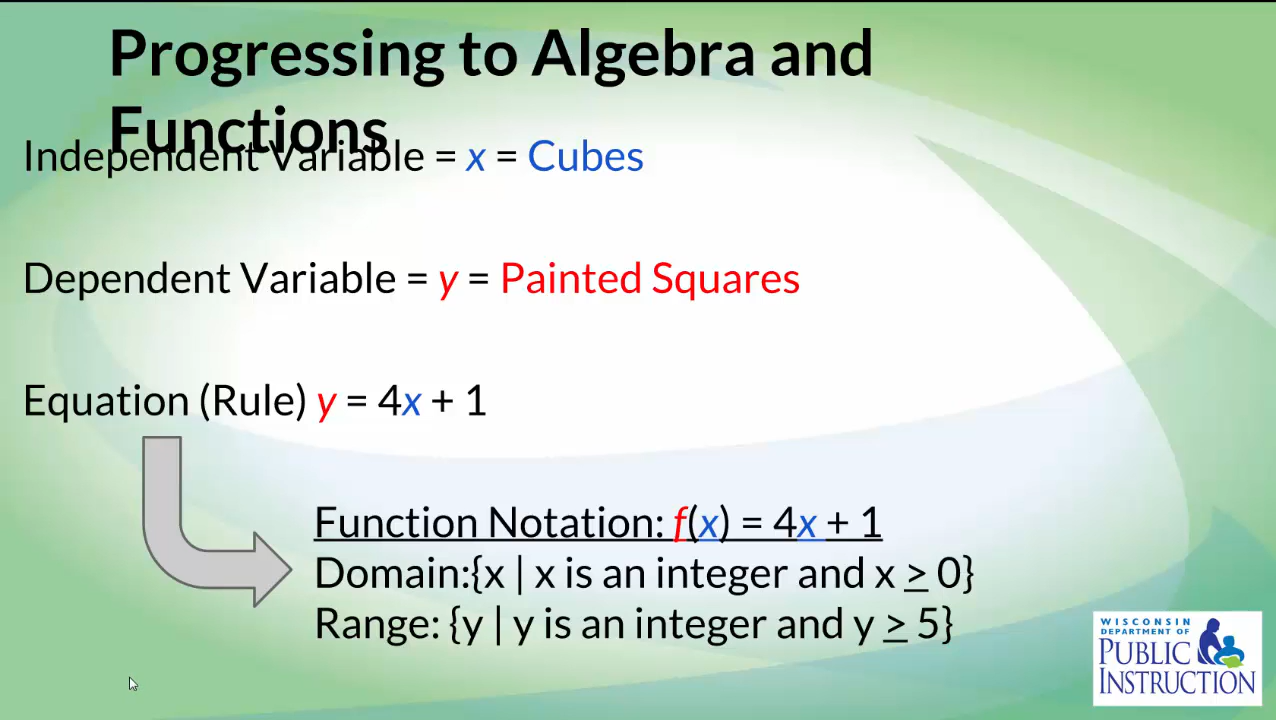 Progressing to Algebra and
Functions
Independent Variable = x = Cubes
Dependent Variable = y = Painted Squares
Equation (Rule) y = 4x + 1
Function Notation: f(x) = 4x + 1
Domain:{x | x is an integer and x ≥ 0}
Range: {y | y is an integer and y ≥ 5}
WISCONSIN
DEPARTMENT OF
PUBLIC
INSTRUCTION